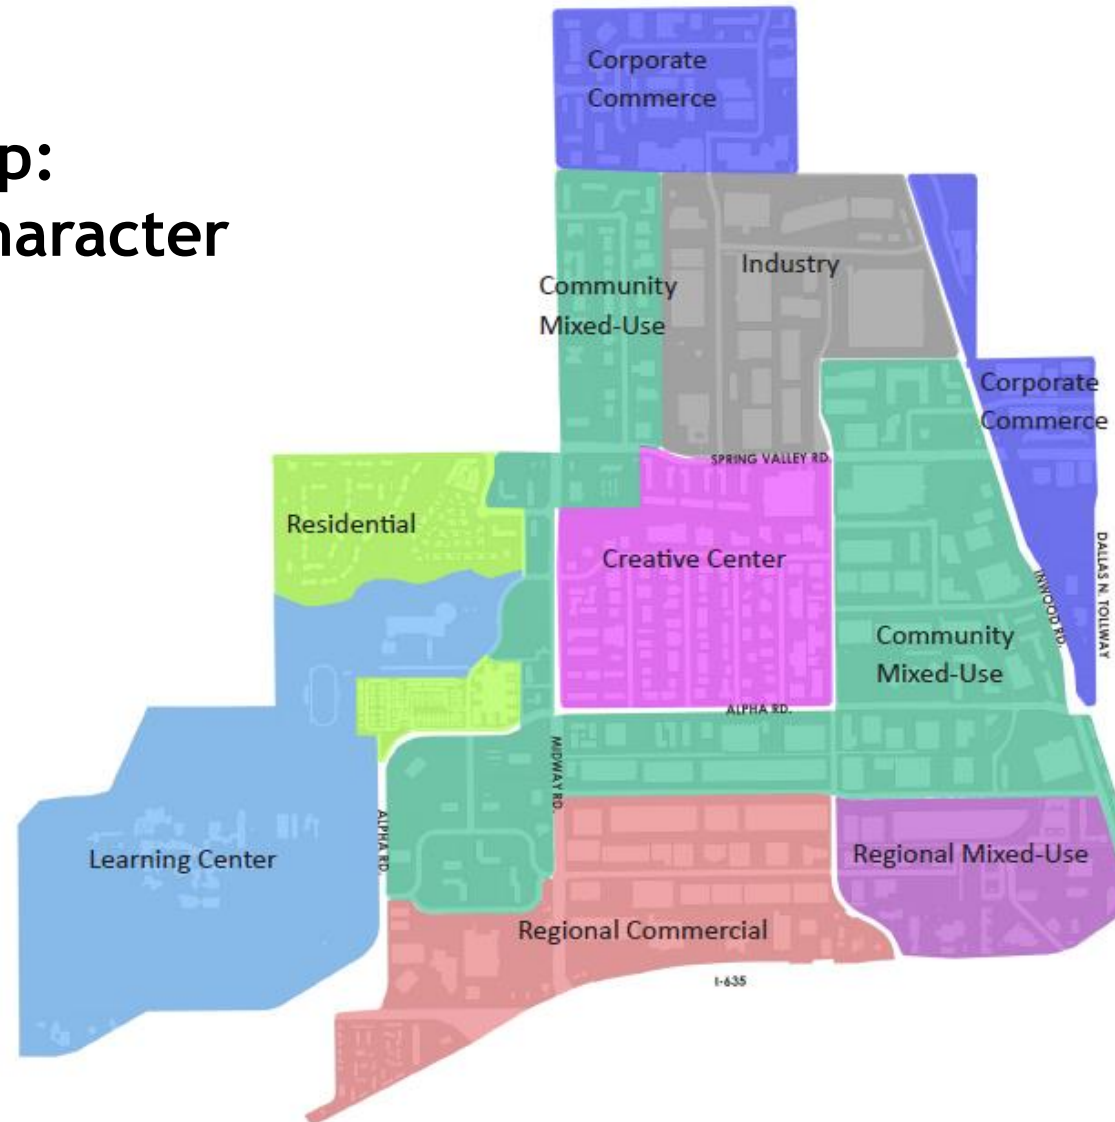 p:
haracter
Corporate
Commerce
Industry
Community
Mixed-Use
Corporate
Commerce
SPRING VALLEY RD.
Residential
Creative Center
DALLAS N. TOLLWAY
INWOOD RD.
Community
Mixed-Use
ALPHA RD.
MIDWAY RD.
ALPHA RD.
Learning Center
Regional Mixed-Use
Regional Commercial
I-635